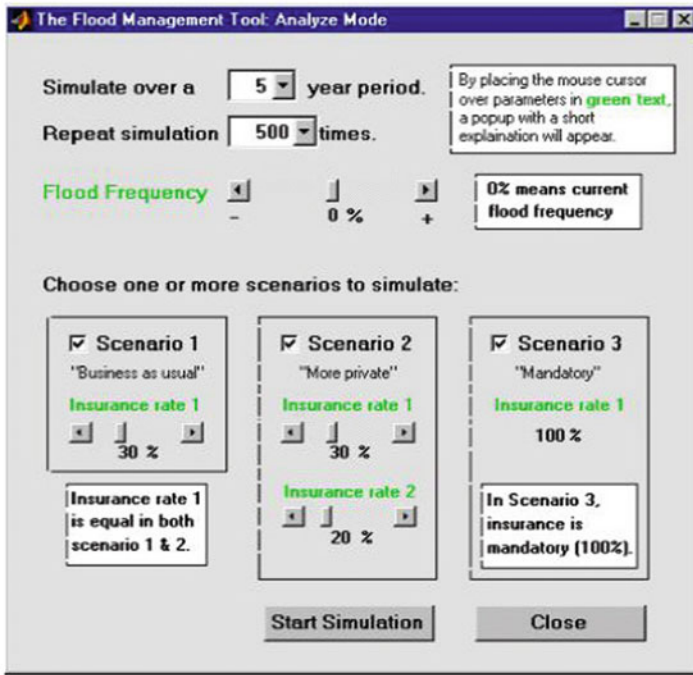 The Flood Management Tool: Analyze Mode
Simulate over a 5 year period.
By placing the mouse cursor
over parameters in green text,
a popup with a short
explaination will appear.
Repeat simulation 500 times.
Flood Frequency
- 0 % +
0% means current
flood frequency
Choose one or more scenarios to simulate:
Scenario 1
"Business as usual"
Insurance rate 1
30 %
Insurance rate 1
is equal in both
scenario 1 & 2.
Scenario 2
"More private"
Insurance rate 1
30 %
Insurance rate 2
20 %
Scenario 3
"Mandatory"
Insurance rate 1
100 %
In Scenario 3,
insurance is
mandatory (100%).
Start Simulation
Close